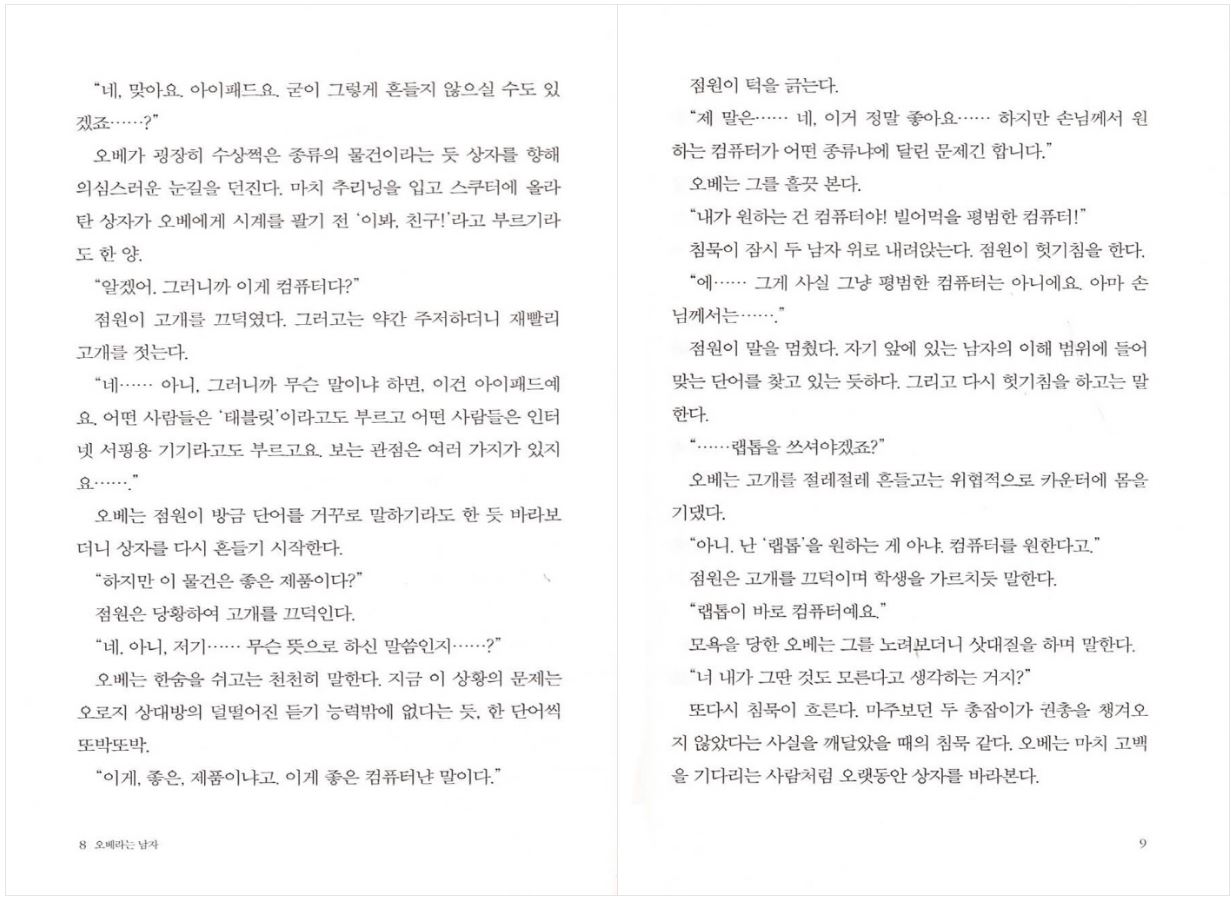 “네, 맞아요. 아이패드요. 굳이 그렇게 흔들지 않으실 수도 있
겠죠……?”
오베가 굉장히 수상쩍은 종류의 물건이라는 듯 상자를 향해
의심스러운 눈길을 던진다. 마치 추리닝을 입고 스쿠터에 올라
탄 상자가 오베에게 시계를 팔기 전 ‘이봐, 친구!’라고 부르기라
도 한 양.
“알겠어. 그러니까 이게 컴퓨터다?”
점원이 고개를 끄덕였다. 그러고는 약간 주저하더니 재빨리
고개를 젓는다.
“네…… 아니, 그러니까 무슨 말이냐 하면, 이건 아이패드예
요. 어떤 사람들은 ‘태블릿’이라고도 부르고 어떤 사람들은 인터
넷 서핑용 기기라고도 부르고요. 보는 관점은 여러 가지가 있지
요…….”
오베는 점원이 방금 단어를 거꾸로 말하기라도 한 듯 바라보
더니 상자를 다시 흔들기 시작한다.
“하지만 이 물건은 좋은 제품이다?”
점원은 당황하여 고개를 끄덕인다.
“네. 아니, 저기…… 무슨 뜻으로 하신 말씀인지……?”
오베는 한숨을 쉬고는 천천히 말한다. 지금 이 상황의 문제는
오로지 상대방의 덜떨어진 듣기 능력밖에 없다는 듯, 한 단어씩
또박또박.
“이게, 좋은, 제품이냐고. 이게 좋은 컴퓨터냔 말이다.”
8 오베라는 남자
점원이 턱을 긁는다.
“제 말은…… 네, 이거 정말 좋아요…… 하지만 손님께서 원
하는 컴퓨터가 어떤 종류냐에 달린 문제긴 합니다.”
오베는 그를 흘끗 본다.
“내가 원하는 건 컴퓨터야! 빌어먹을 평범한 컴퓨터!”
침묵이 잠시 두 남자 위로 내려앉는다. 점원이 헛기침을 한다.
“에…… 그게 사실 그냥 평범한 컴퓨터는 아니에요. 아마 손
님께서는…….”
점원이 말을 멈췄다. 자기 앞에 있는 남자의 이해 범위에 들어
맞는 단어를 찾고 있는 듯하다. 그리고 다시 헛기침을 하고는 말
한다.
“……랩톱을 쓰셔야겠죠?”
오베는 고개를 절레절레 흔들고는 위협적으로 카운터에 몸을
기댔다.
“아니. 난 ‘랩톱’을 원하는 게 아냐. 컴퓨터를 원한다고.”
점원은 고개를 끄덕이며 학생을 가르치듯 말한다.
“랩톱이 바로 컴퓨터예요.”
모욕을 당한 오베는 그를 노려보더니 삿대질을 하며 말한다.
“너 내가 그딴 것도 모른다고 생각하는 거지?”
또다시 침묵이 흐른다. 마주보던 두 총잡이가 권총을 챙겨오
지 않았다는 사실을 깨달았을 때의 침묵 같다. 오베는 마치 고백
을 기다리는 사람처럼 오랫동안 상자를 바라본다.
9